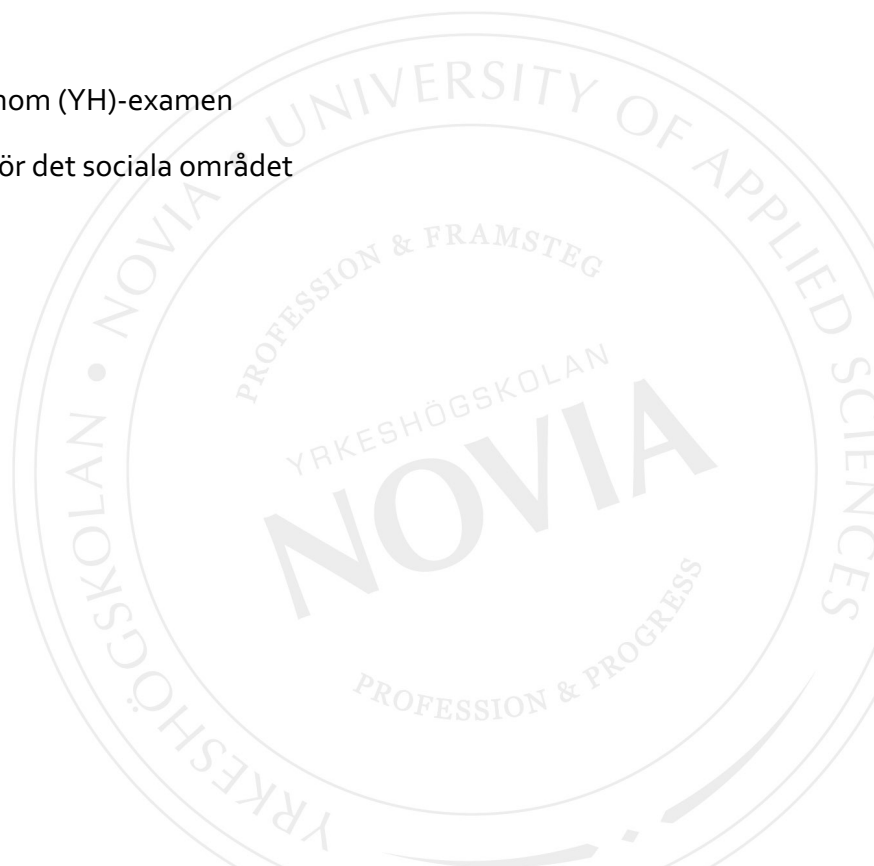 nom (YH)-examen
ör det sociala området
YRKESHÖGSKOLAN • NOVIA • UNIVERSITY OF APPLIED SCIENCES
PROFESSION & FRAMSTEG
YRKESHÖGSKOLAN
NOVIA
PROFESSION & PROGRESS